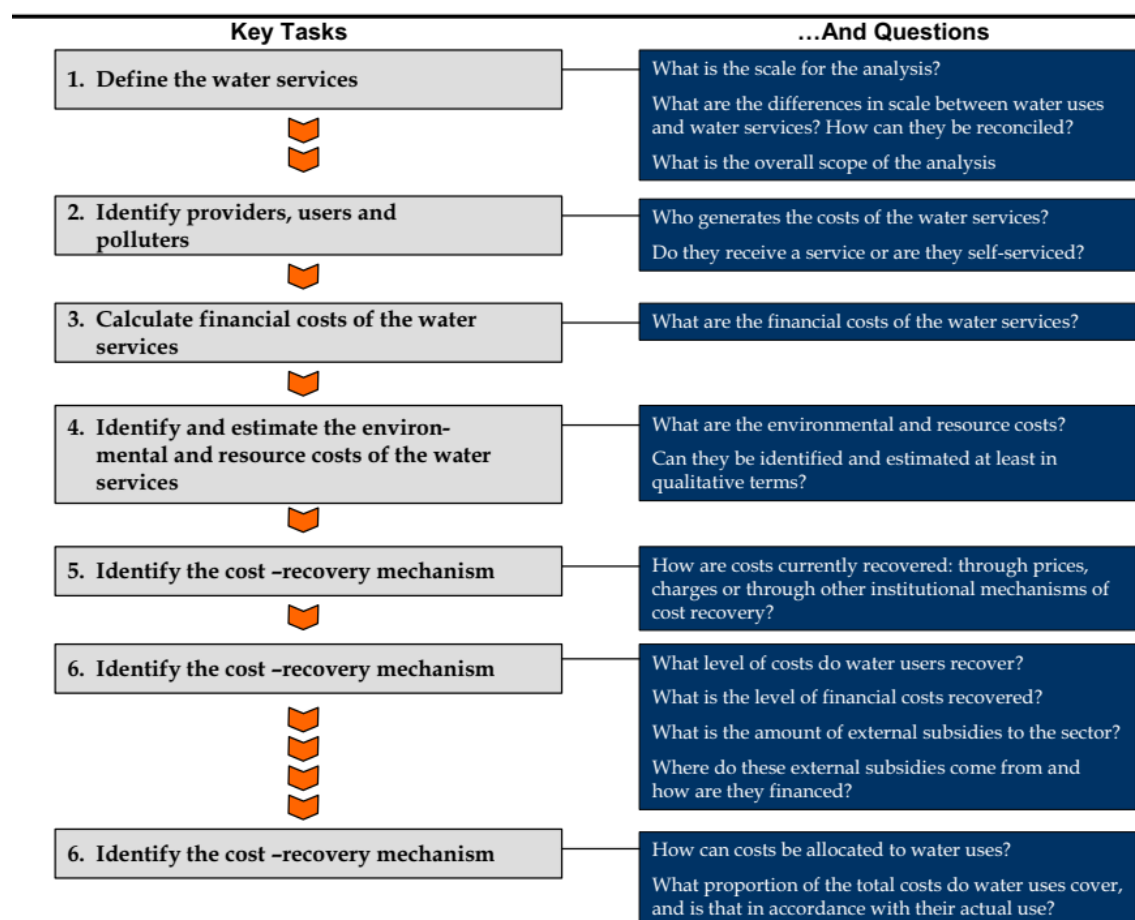 Key Tasks
…And Questions
1. Define the water services
What is the scale for the analysis?
What are the differences in scale between water uses
and water services? How can they be reconciled?
What is the overall scope of the analysis
2. Identify providers, users and
polluters
Who generates the costs of the water services?
Do they receive a service or are they self-serviced?
3. Calculate financial costs of the water
services
What are the financial costs of the water services?
4. Identify and estimate the environ-
mental and resource costs of the water
services
What are the environmental and resource costs?
Can they be identified and estimated at least in
qualitative terms?
5. Identify the cost –recovery mechanism
How are costs currently recovered: through prices,
charges or through other institutional mechanisms of
cost recovery?
6. Identify the cost –recovery mechanism
What level of costs do water users recover?
What is the level of financial costs recovered?
What is the amount of external subsidies to the sector?
Where do these external subsidies come from and
how are they financed?
6. Identify the cost –recovery mechanism
How can costs be allocated to water uses?
What proportion of the total costs do water uses cover,
and is that in accordance with their actual use?